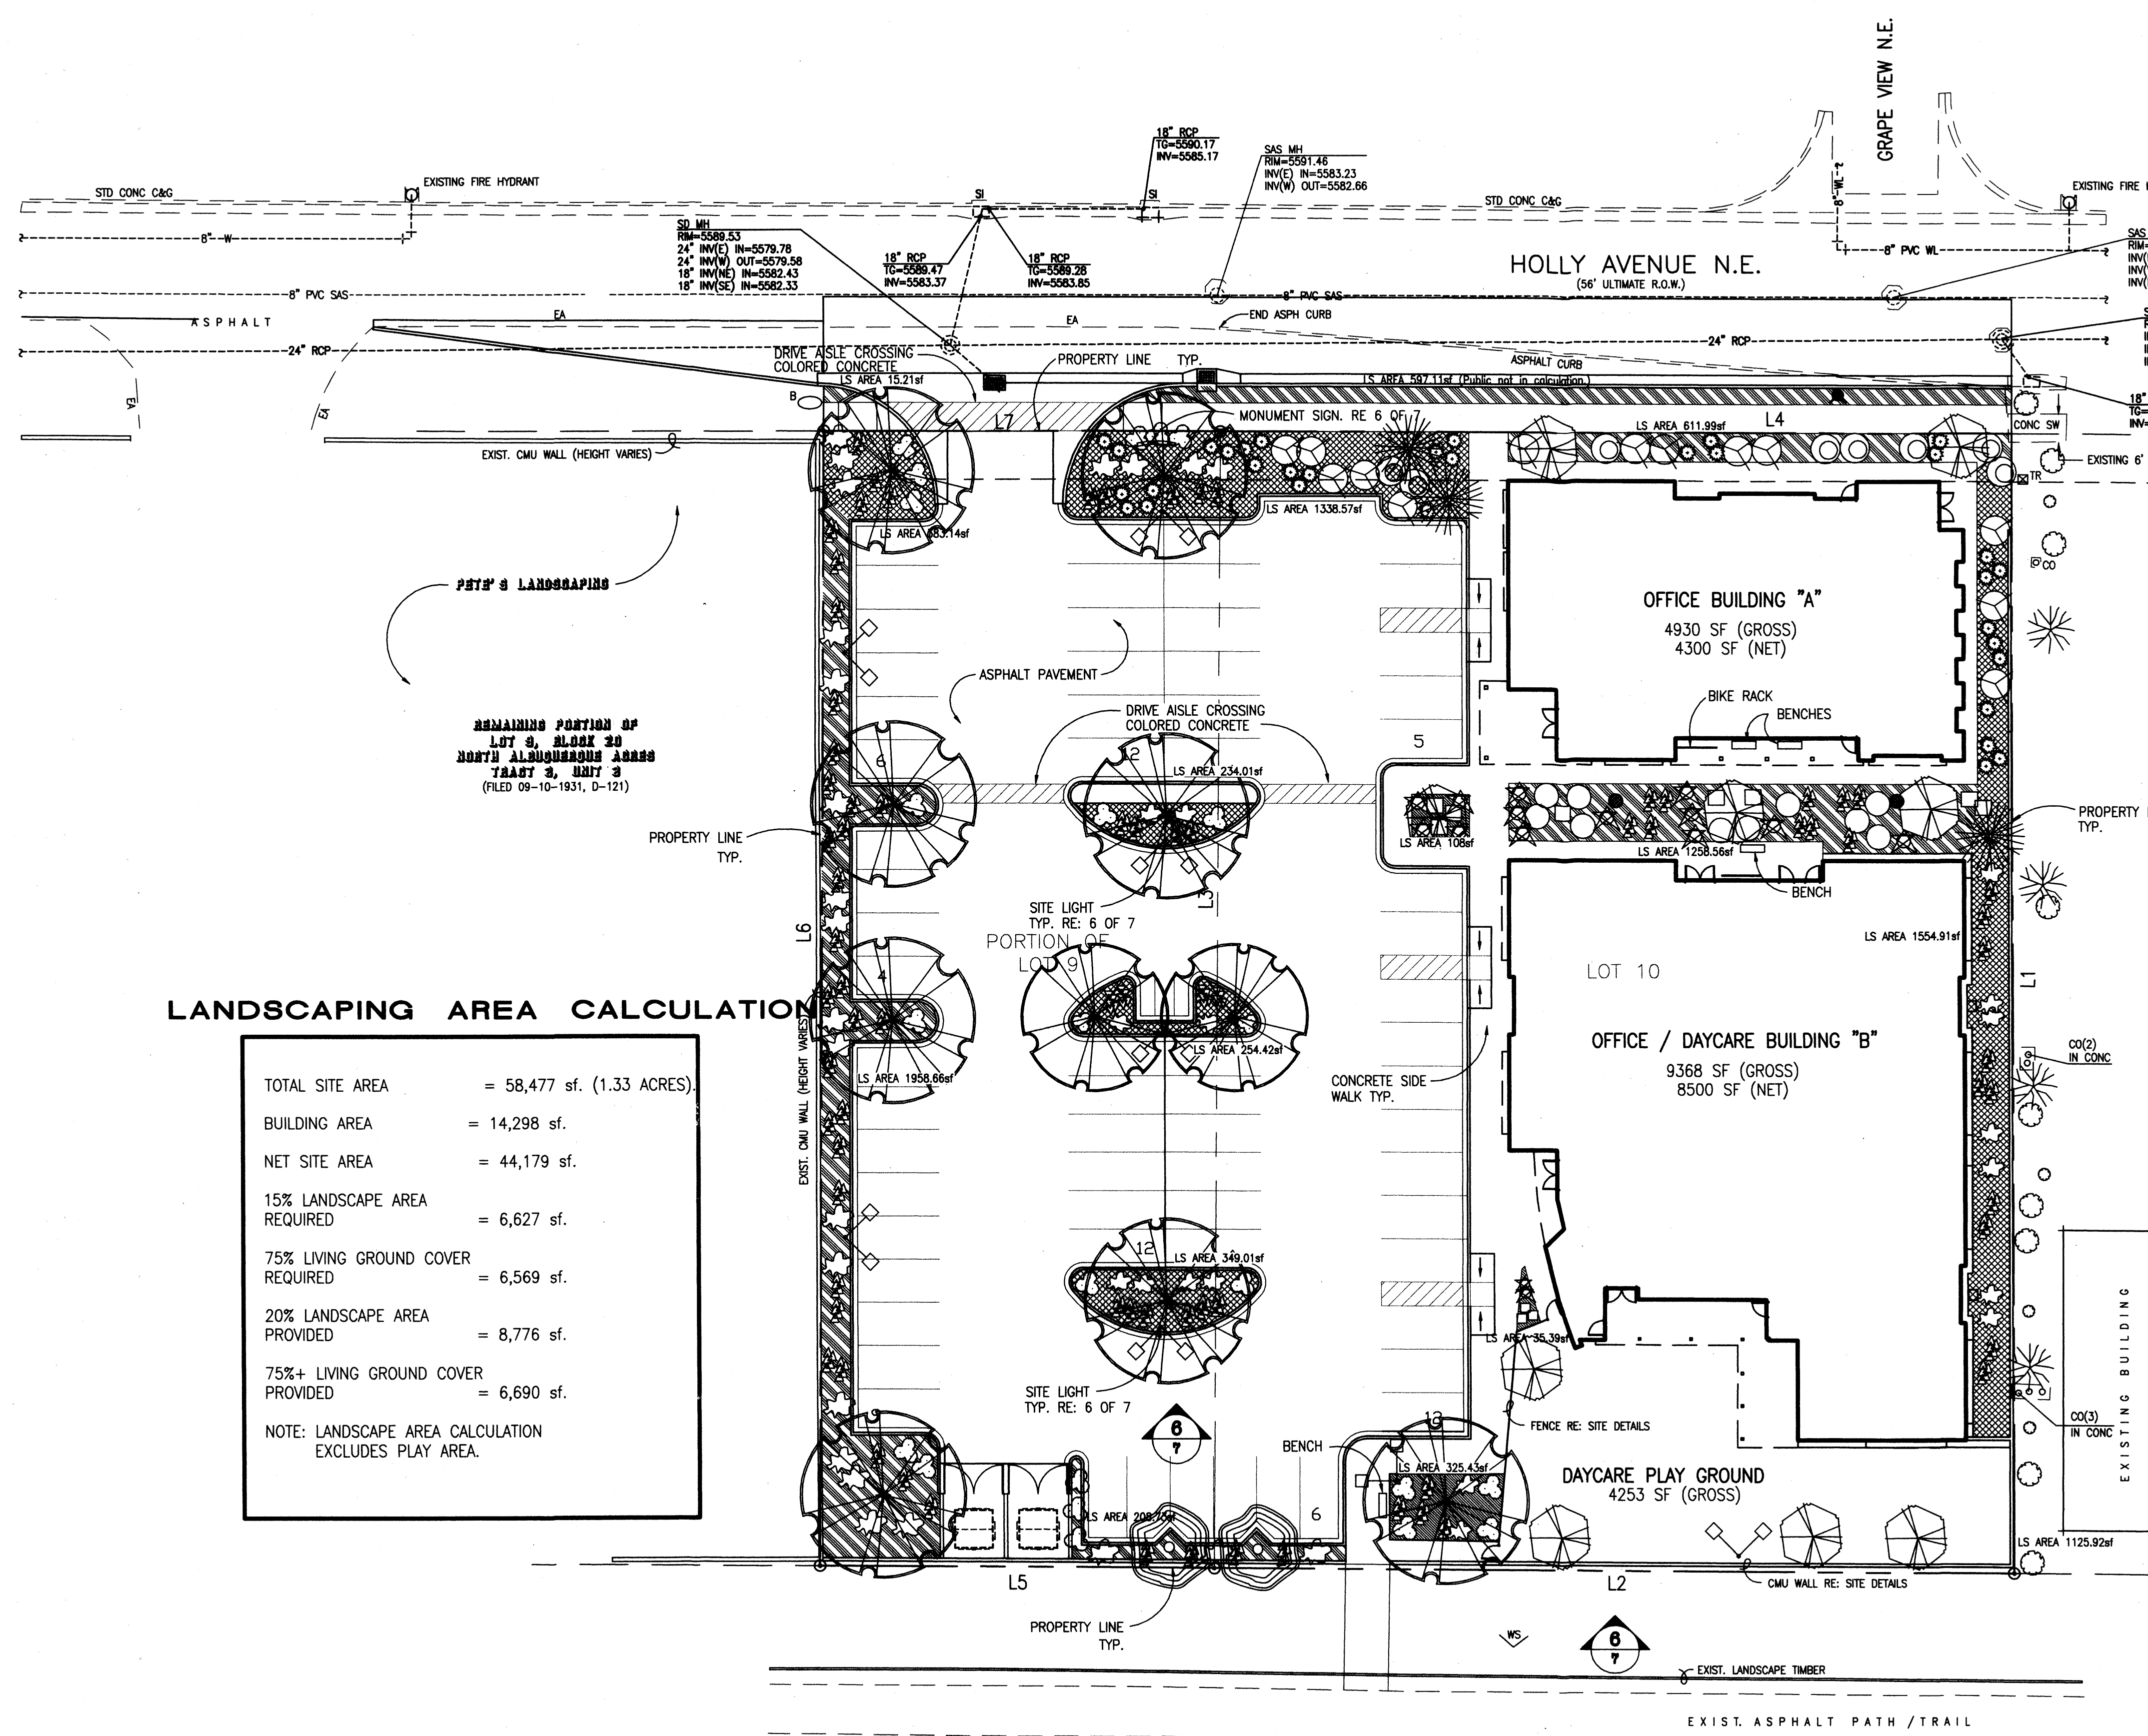 GRAPE VIEW N.E.
18" RCP
TG=5590.17
INV=5585.17
SAS MH
RIM=5591.46
INV(E) IN=5583.23
INV(W) OUT=5582.66
EXISTING FIRE HYDRANT
STD CONC C&G
SI
SI
STD CONC C&G
8" WL
EXISTING FIRE
8" W
SD MH
RIM=5589.53
24" INV(E) IN=5579.78
24" INV(W) OUT=5579.58
18" INV(NE) IN=5582.43
18" INV(SE) IN=5582.33
18" RCP
TG=5589.47
INV=5583.37
18" RCP
TG=5589.28
INV=5583.85
8" PVC WL
SAS
RIM=
HOLLY AVENUE N.E.
(56' ULTIMATE R.O.W.)
8" PVC SAS
8" PVC SAS
ASPHALT
EA
EA
END ASPH CURB
24" RCP
24" RCP
ASPHALT CURB
DRIVE AISLE CROSSING
COLORED CONCRETE
PROPERTY LINE TYP.
LS AREA 15.21sf
LS AREA 597.11sf (Public not in calculation)
B
EA
EA
L7
MONUMENT SIGN. RE 6 OF 7
L4
LS AREA 611.99sf
18"
TG=
INV=
CONC SW
EXIST. CMU WALL (HEIGHT VARIES)
EXISTING 6'
TR
LS AREA 1338.57sf
CO
PETE'S LANDSCAPING
OFFICE BUILDING "A"
4930 SF (GROSS)
4300 SF (NET)
ASPHALT PAVEMENT
BIKE RACK
BENCHES
DRIVE AISLE CROSSING
COLORED CONCRETE
REMAINING PORTION OF
LOT 9, BLOCK 20
NORTH ALBUQUERQUE ACRES
TRACT 3, UNIT 3
(FILED 09-10-1931, D-121)
6
12
5
LS AREA 234.01sf
PROPERTY LINE
TYP.
PROPERTY
TYP.
LS AREA 108sf
LS AREA 1258.56sf
BENCH
L3
SITE LIGHT
TYP. RE: 6 OF 7
L6
PORTION OF
LOT 9
LS AREA 1554.91sf
4
LOT 10
L1
LANDSCAPING AREA CALCULATION
EXIST. CMU WALL (HEIGHT VARIES)
LS AREA 254.42sf
LS AREA 1958.66sf
OFFICE / DAYCARE BUILDING "B"
9368 SF (GROSS)
8500 SF (NET)
CONCRETE SIDE
WALK TYP.
CO(2)
IN CONC
TOTAL SITE AREA = 58,477 sf. (1.33 ACRES).
BUILDING AREA = 14,298 sf.
NET SITE AREA = 44,179 sf.
15% LANDSCAPE AREA
REQUIRED = 6,627 sf.
75% LIVING GROUND COVER
REQUIRED = 6,569 sf.
20% LANDSCAPE AREA
PROVIDED = 8,776 sf.
75%+ LIVING GROUND COVER
PROVIDED = 6,690 sf.
NOTE: LANDSCAPE AREA CALCULATION
EXCLUDES PLAY AREA.
12
LS AREA 349.01sf
LS AREA 35.39sf
EXISTING BUILDING
SITE LIGHT
TYP. RE: 6 OF 7
9
12
6
7
FENCE RE: SITE DETAILS
CO(3)
IN CONC
BENCH
LS AREA 325.43sf
DAYCARE PLAY GROUND
4253 SF (GROSS)
6
LS AREA 1125.92sf
L5
L2
CMU WALL RE: SITE DETAILS
PROPERTY LINE
TYP.
WS
6
7
EXIST. LANDSCAPE TIMBER
EXIST. ASPHALT PATH / TRAIL